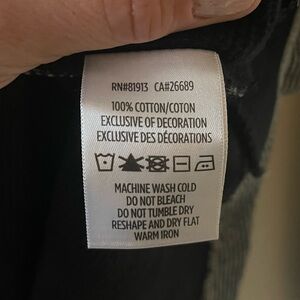 RN#81913 CA#26689
100% COTTON/COTON
EXCLUSIVE OF DECORATION
EXCLUSIVE DES DÉCORATIONS
MACHINE WASH COLD
DO NOT BLEACH
DO NOT TUMBLE DRY
RESHAPE AND DRY FLAT
WARM IRON